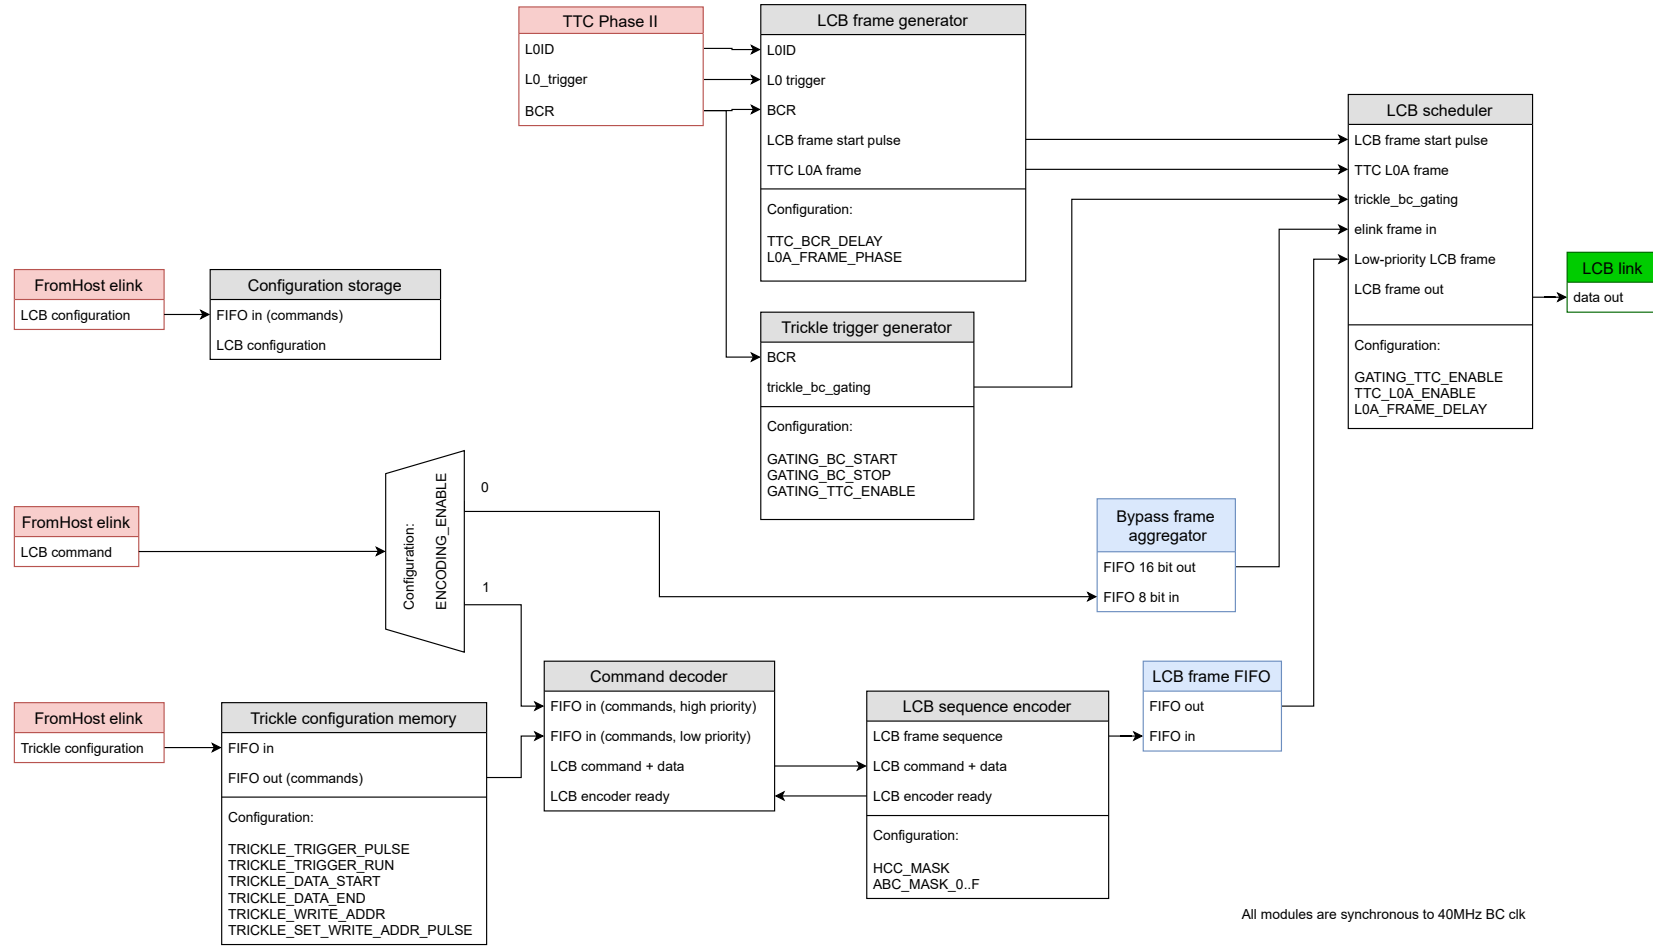 TTC Phase II
L0ID
L0_trigger
BCR
LCB frame generator
L0ID
L0 trigger
BCR
LCB frame start pulse
TTC L0A frame
Configuration:
TTC_BCR_DELAY
L0A_FRAME_PHASE
LCB scheduler
LCB frame start pulse
TTC L0A frame
trickle_bc_gating
elink frame in
Low-priority LCB frame
LCB frame out
Configuration:
GATING_TTC_ENABLE
TTC_L0A_ENABLE
L0A_FRAME_DELAY
LCB link
data out
FromHost elink
LCB configuration
Configuration storage
FIFO in (commands)
LCB configuration
Trickle trigger generator
BCR
trickle_bc_gating
Configuration:
GATING_BC_START
GATING_BC_STOP
GATING_TTC_ENABLE
FromHost elink
LCB command
Configuration:
ENCODING_ENABLE
0
1
Bypass frame
aggregator
FIFO 16 bit out
FIFO 8 bit in
FromHost elink
Trickle configuration
Trickle configuration memory
FIFO in
FIFO out (commands)
Configuration:
TRICKLE_TRIGGER_PULSE
TRICKLE_TRIGGER_RUN
TRICKLE_DATA_START
TRICKLE_DATA_END
TRICKLE_WRITE_ADDR
TRICKLE_SET_WRITE_ADDR_PULSE
Command decoder
FIFO in (commands, high priority)
FIFO in (commands, low priority)
LCB command + data
LCB encoder ready
LCB sequence encoder
LCB frame sequence
LCB command + data
LCB encoder ready
Configuration:
HCC_MASK
ABC_MASK_0..F
LCB frame FIFO
FIFO out
FIFO in
All modules are synchronous to 40MHz BC clk